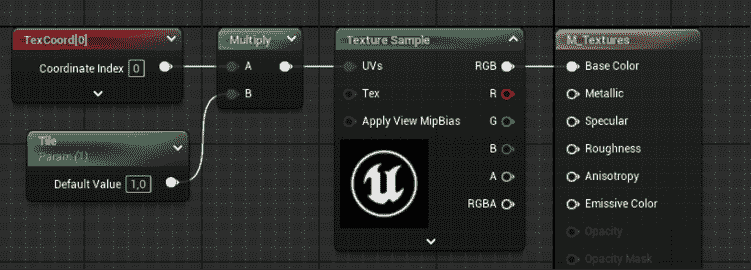 TexCoord[0]
Coordinate Index 0
Tile
Param (1)
Default Value 1,0
Multiply
A
B
Texture Sample
UVs
RGB
Tex
R
Apply View MipBias
G
B
A
RGBA
M_Textures
Base Color
Metallic
Specular
Roughness
Anisotropy
Emissive Color
Opacity
Opacity Mask